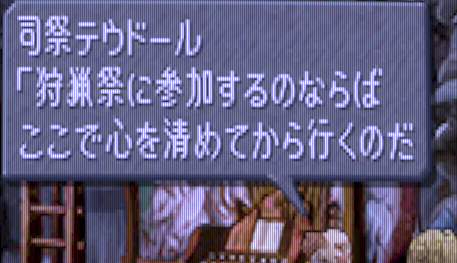 司祭テウドール
「狩猟祭に参加するのならば
ここで心を清めてから行くのだ